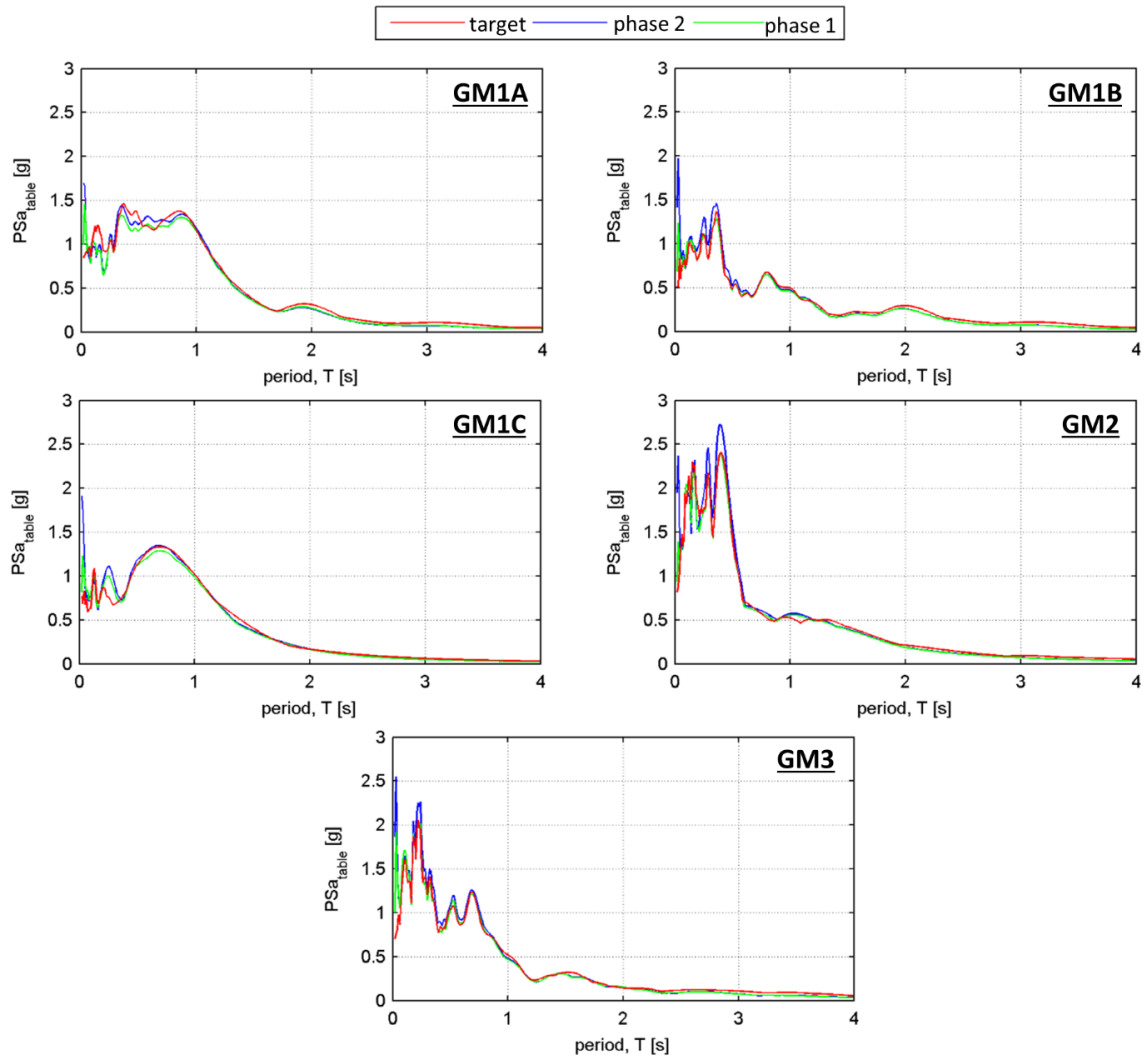 target phase 2 phase 1
GM1A
3
2.5
2
1.5
1
0.5
0
PSa_table [g]
0 1 2 3 4
period, T [s]
GM1B
3
2.5
2
1.5
1
0.5
0
PSa_table [g]
0 1 2 3 4
period, T [s]
GM1C
3
2.5
2
1.5
1
0.5
0
PSa_table [g]
0 1 2 3 4
period, T [s]
GM2
3
2.5
2
1.5
1
0.5
0
PSa_table [g]
0 1 2 3 4
period, T [s]
GM3
3
2.5
2
1.5
1
0.5
0
PSa_table [g]
0 1 2 3 4
period, T [s]